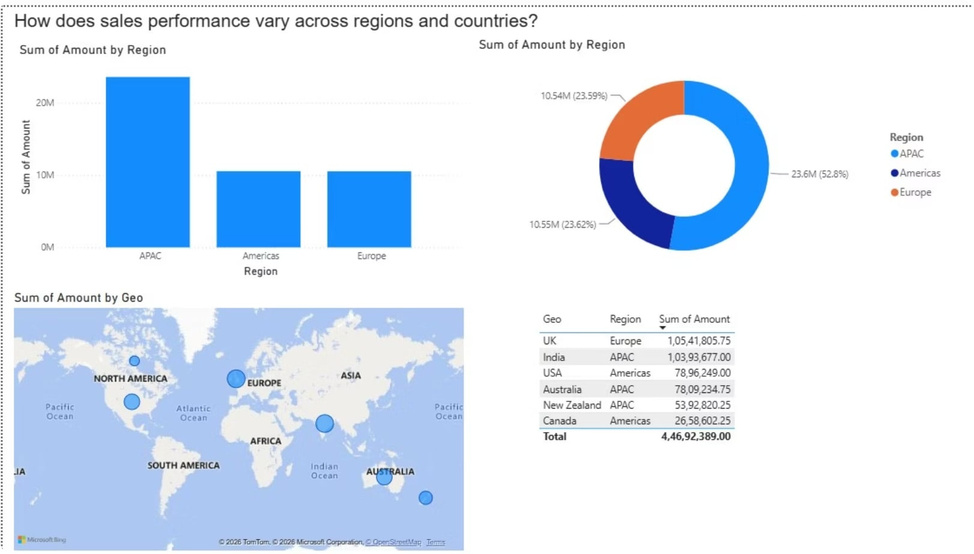 How does sales performance vary across regions and countries?
Sum of Amount by Region
Sum of Amount
20M
10M
0M
APAC
Americas
Europe
Region
Sum of Amount by Region
10.54M (23.59%)
23.6M (52.8%)
10.55M (23.62%)
Region
APAC
Americas
Europe
Sum of Amount by Geo
NORTH AMERICA
EUROPE
ASIA
Pacific
Ocean
Atlantic
Ocean
Pacific
Ocean
AFRICA
SOUTH AMERICA
Indian
Ocean
LIA
AUSTRALIA
Microsoft Bing
© 2026 TomTom, © 2026 Microsoft Corporation, © OpenStreetMap Terms
Geo Region Sum of Amount
UK Europe 1,05,41,805.75
India APAC 1,03,93,677.00
USA Americas 78,96,249.00
Australia APAC 78,09,234.75
New Zealand APAC 53,92,820.25
Canada Americas 26,58,602.25
Total 4,46,92,389.00